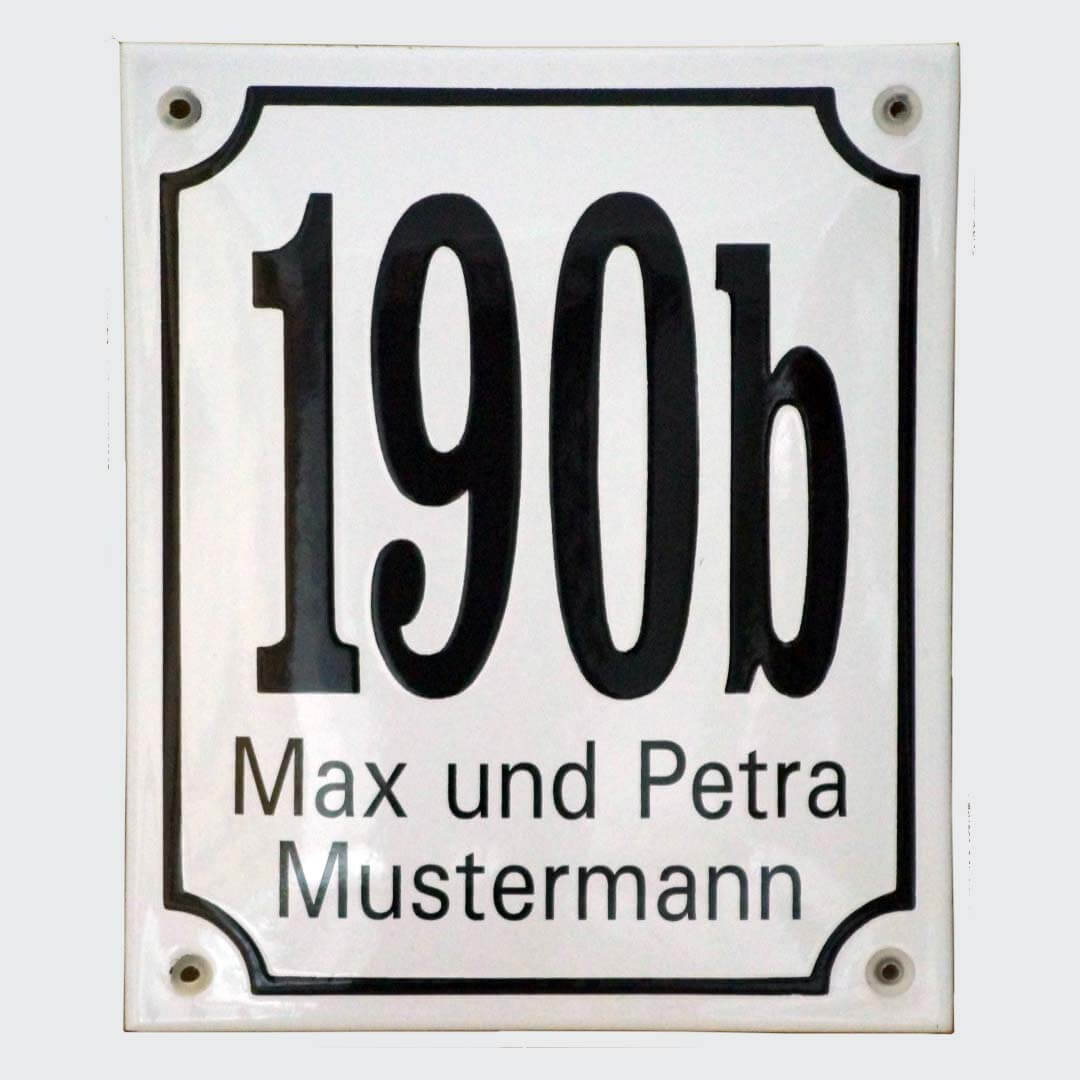 190b
Max und Petra
Mustermann